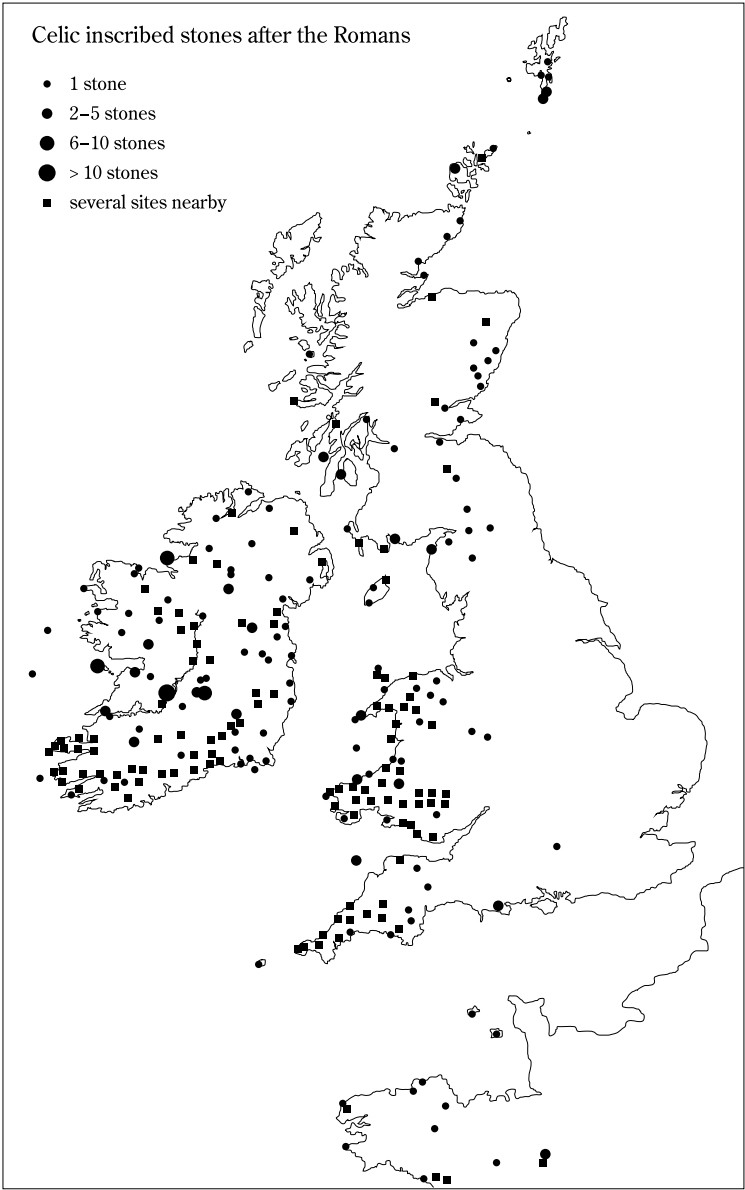 Celic inscribed stones after the Romans
1 stone
2–5 stones
6–10 stones
> 10 stones
several sites nearby